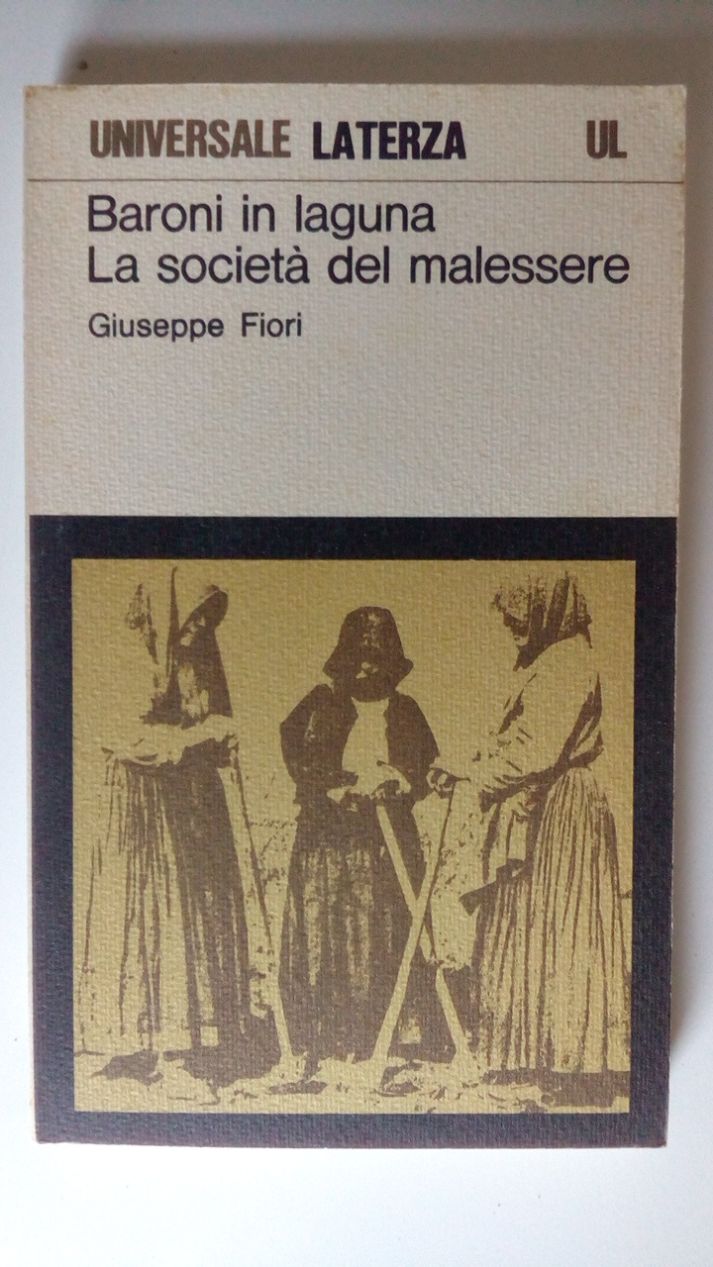 UNIVERSALE LATERZA UL
Baroni in laguna
La società del malessere
Giuseppe Fiori